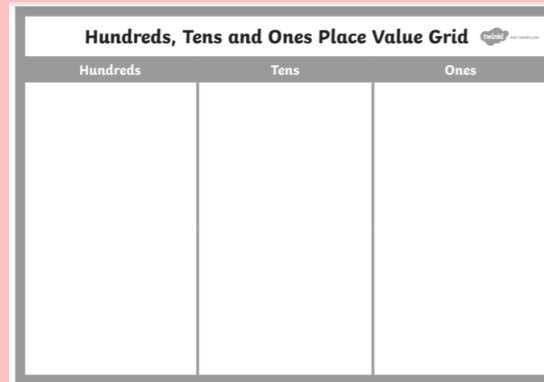 Hundreds, Tens and Ones Place Value Grid
twinkl
Hundreds
Tens
Ones